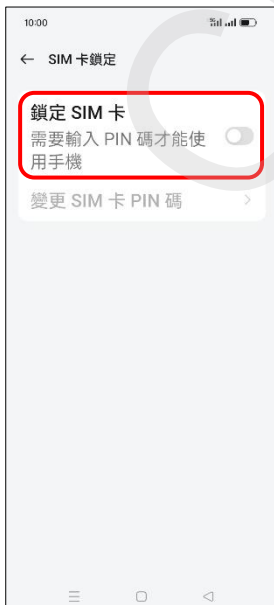 10:00
← SIM 卡鎖定
鎖定 SIM 卡
需要輸入 PIN 碼才能使
用手機
變更 SIM 卡 PIN 碼